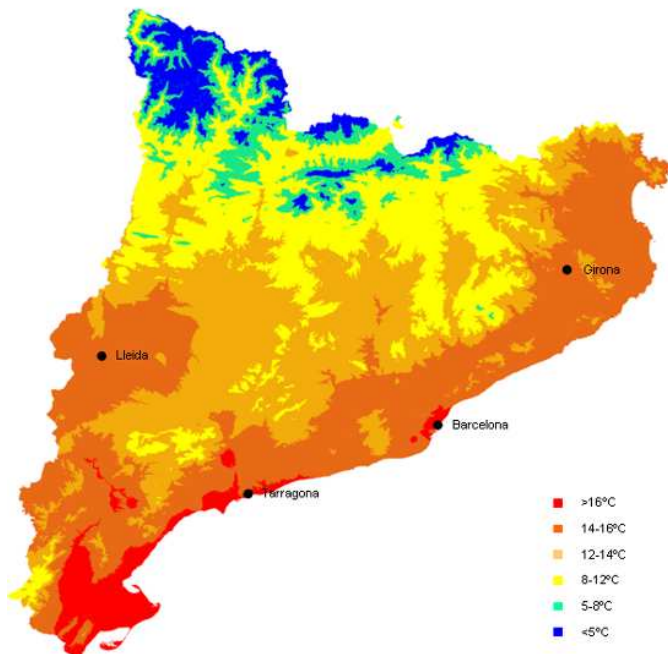 Girona
Lleida
Barcelona
Tarragona
>16ºC
14-16ºC
12-14ºC
8-12ºC
5-8ºC
<5ºC